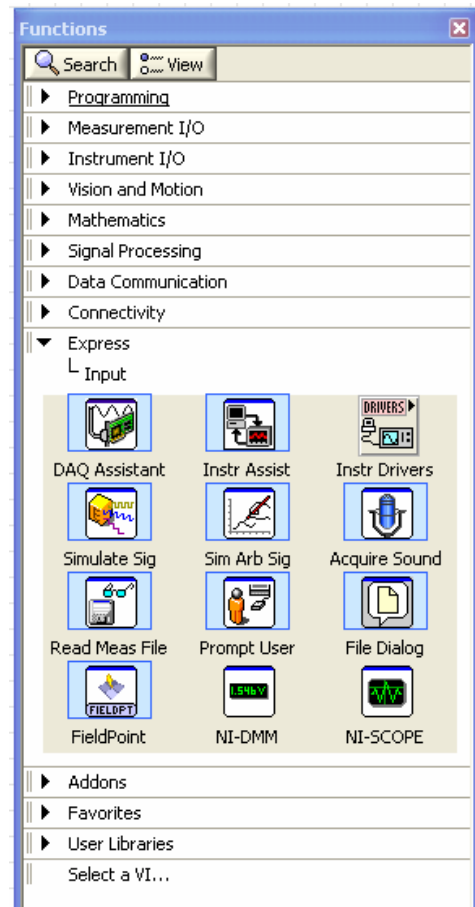 Functions
Search View
Programming
Measurement I/O
Instrument I/O
Vision and Motion
Mathematics
Signal Processing
Data Communication
Connectivity
Express
Input
DRIVERS
DAQ Assistant Instr Assist Instr Drivers
Simulate Sig Sim Arb Sig Acquire Sound
Read Meas File Prompt User File Dialog
FIELDPT 1.546 V
FieldPoint NI-DMM NI-SCOPE
Addons
Favorites
User Libraries
Select a VI...